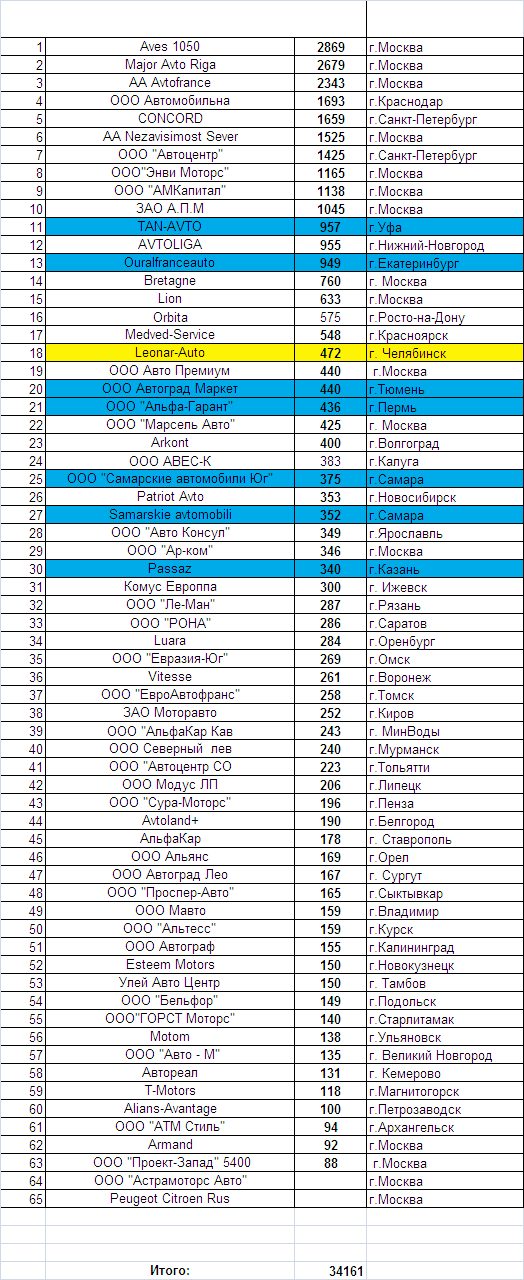 1 Aves 1050 2869 г.Москва
2 Major Avto Riga 2679 г.Москва
3 AA Avtofrance 2343 г.Москва
4 ООО Автомобильна 1693 г.Краснодар
5 CONCORD 1659 г.Санкт-Петербург
6 AA Nezavisimost Sever 1525 г.Москва
7 ООО "Автоцентр" 1425 г.Санкт-Петербург
8 ООО"Энви Моторс" 1165 г.Москва
9 ООО "АМКапитал" 1138 г.Москва
10 ЗАО А.П.М 1045 г.Москва
11 TAN-AVTO 957 г.Уфа
12 AVTOLIGA 955 г.Нижний-Новгород
13 Ouralfranceauto 949 г.Екатеринбург
14 Bretagne 760 г. Москва
15 Lion 633 г.Москва
16 Orbita 575 г.Росто-на-Дону
17 Medved-Service 548 г.Красноярск
18 Leonar-Auto 472 г. Челябинск
19 ООО Авто Премиум 440 г.Москва
20 ООО Автоград Маркет 440 г.Тюмень
21 ООО "Альфа-Гарант" 436 г.Пермь
22 ООО "Марсель Авто" 425 г. Москва
23 Arkont 400 г.Волгоград
24 ООО АВЕС-К 383 г.Калуга
25 ООО "Самарские автомобили Юг" 375 г.Самара
26 Patriot Avto 353 г.Новосибирск
27 Samarskie avtomobili 352 г.Самара
28 ООО "Авто Консул" 349 г.Ярославль
29 ООО "Ар-ком" 346 г.Москва
30 Passaz 340 г.Казань
31 Комус Европпа 300 г. Ижевск
32 ООО "Ле-Ман" 287 г.Рязань
33 ООО "РОНА" 286 г.Саратов
34 Luara 284 г.Оренбург
35 ООО "Евразия-Юг" 269 г.Омск
36 Vitesse 261 г.Воронеж
37 ООО "ЕвроАвтофранс" 258 г.Томск
38 ЗАО Моторавто 252 г.Киров
39 ООО "АльфаКар Кав 243 г. МинВоды
40 ООО Северный лев 240 г.Мурманск
41 ООО "Автоцентр СО 223 г.Тольятти
42 ООО Модус ЛП 206 г.Липецк
43 ООО "Сура-Моторс" 196 г.Пенза
44 Avtoland+ 190 г.Белгород
45 АльфаКар 178 г. Ставрополь
46 ООО Альянс 169 г.Орел
47 ООО Автоград Лео 167 г. Сургут
48 ООО "Проспер-Авто" 165 г.Сыктывкар
49 ООО Мавто 159 г.Владимир
50 ООО "Альтесс" 159 г.Курск
51 ООО Автограф 155 г.Калининград
52 Esteem Motors 150 г.Новокузнецк
53 Улей Авто Центр 150 г. Тамбов
54 ООО "Бельфор" 149 г.Подольск
55 ООО"ГОРСТ Моторс" 140 г.Старлитамак
56 Motom 138 г.Ульяновск
57 ООО "Авто - М" 135 г. Великий Новгород
58 Автореал 131 г. Кемерово
59 T-Motors 118 г.Магнитогорск
60 Alians-Avantage 100 г.Петрозаводск
61 ООО "АТМ Стиль" 94 г.Архангельск
62 Armand 92 г.Москва
63 ООО "Проект-Запад" 5400 88 г.Москва
64 ООО "Астрамоторс Авто" г.Москва
65 Peugeot Citroen Rus г.Москва
Итого: 34161